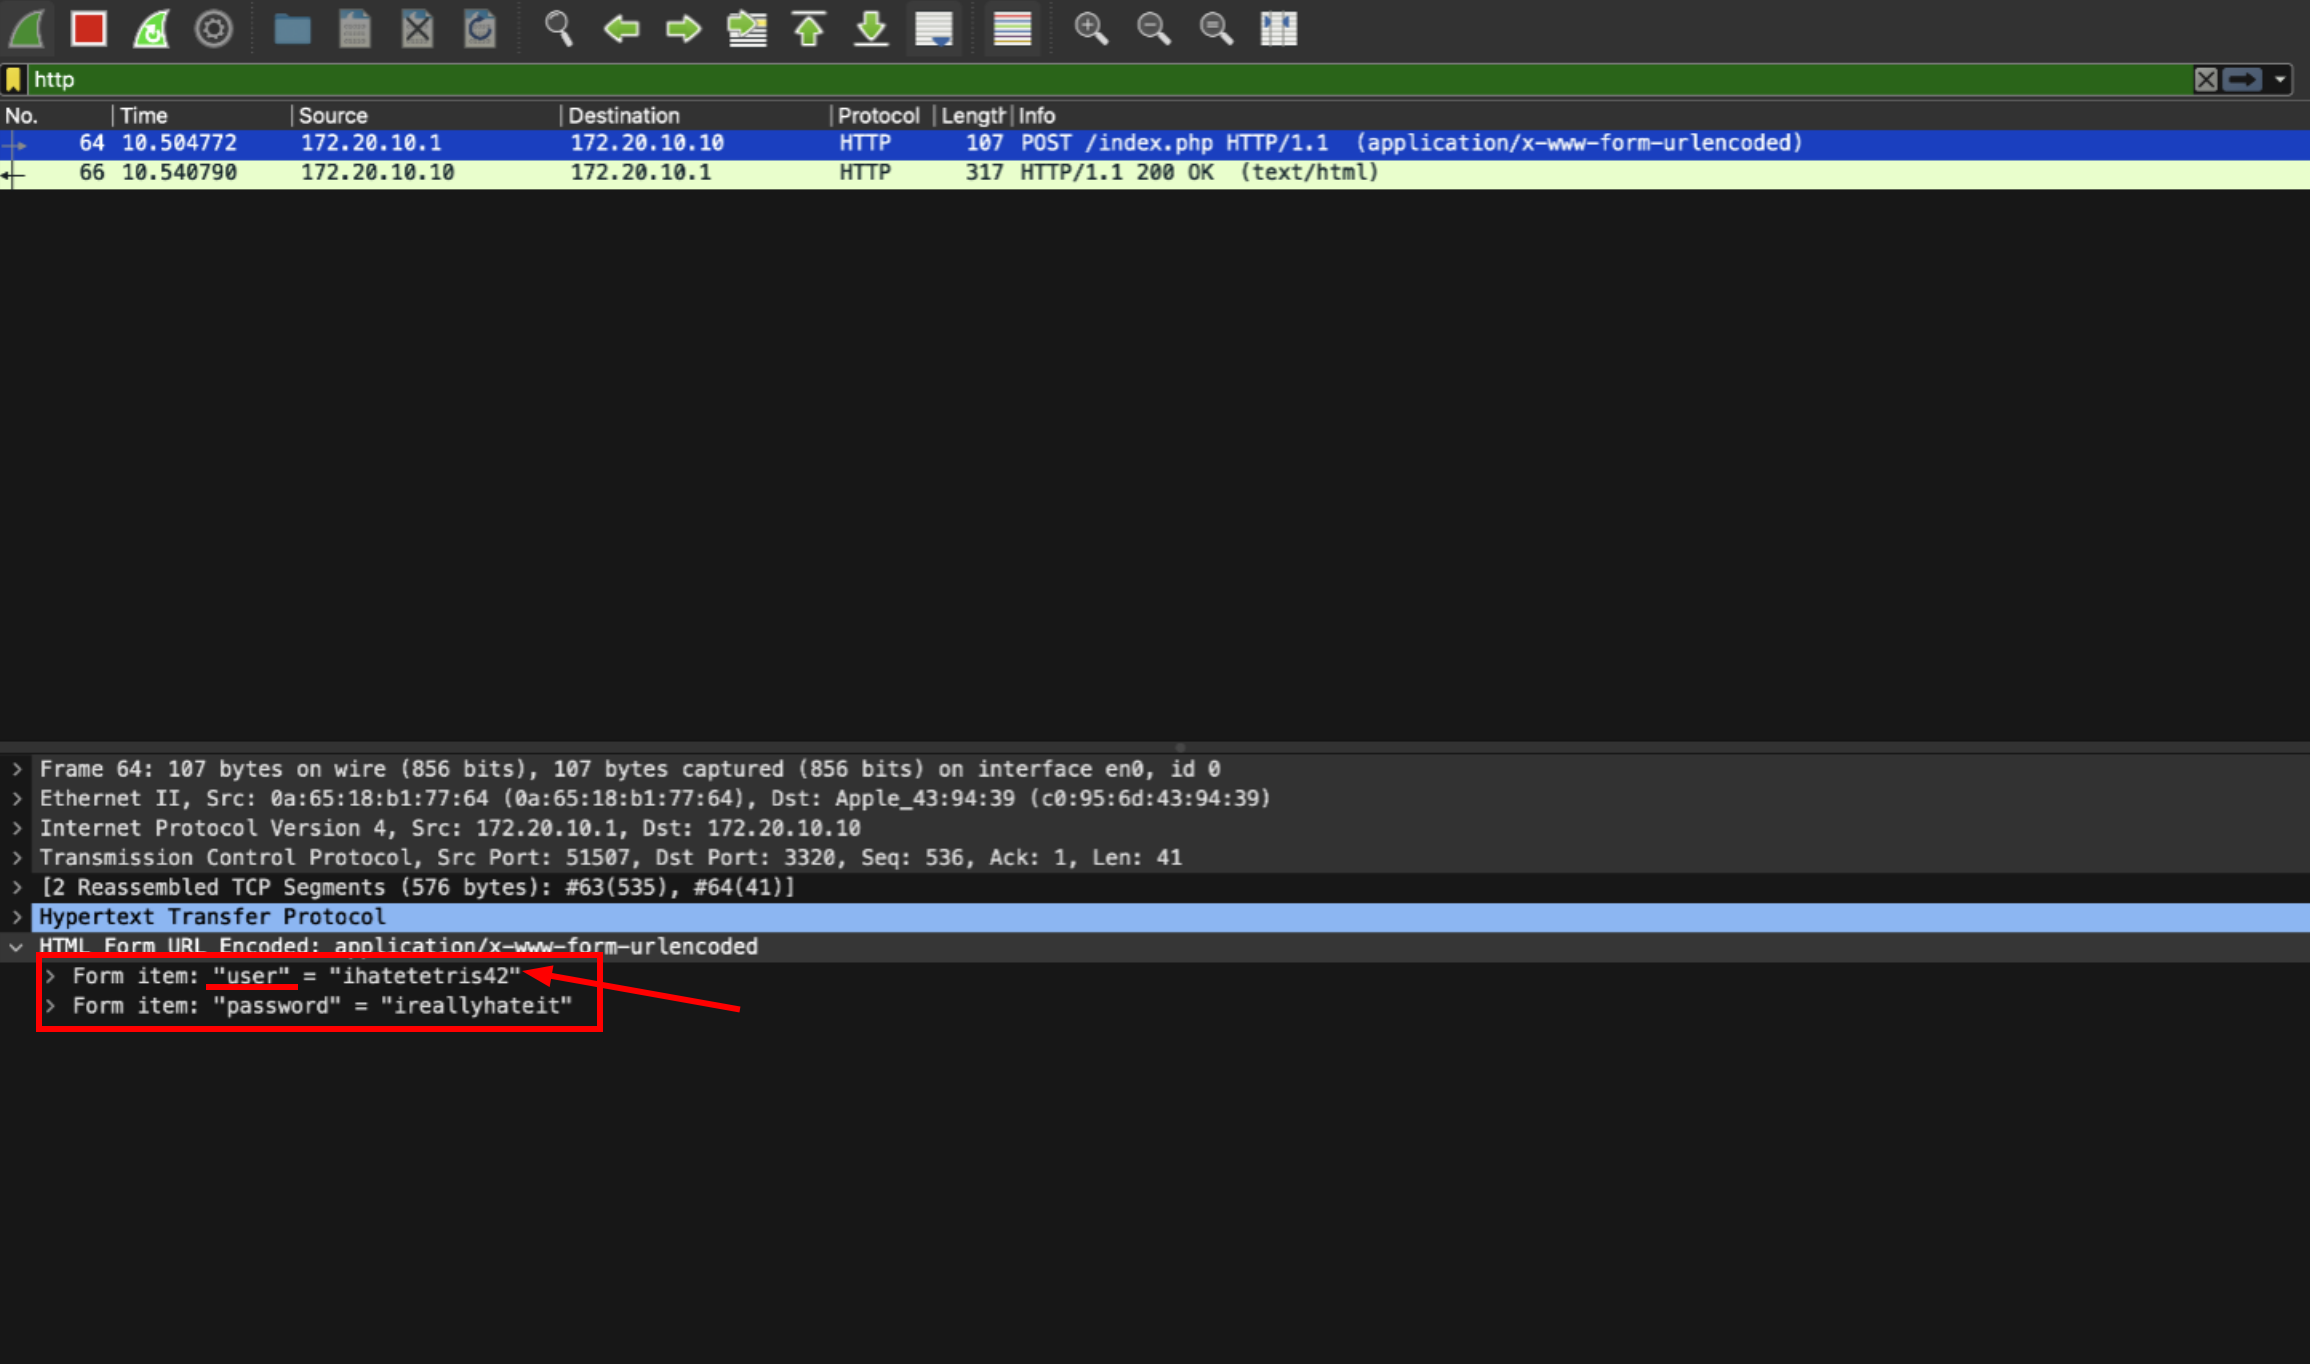 http
No. Time Source Destination Protocol Length Info
64 10.504772 172.20.10.1 172.20.10.10 HTTP 107 POST /index.php HTTP/1.1 (application/x-www-form-urlencoded)
66 10.540790 172.20.10.10 172.20.10.1 HTTP 317 HTTP/1.1 200 OK (text/html)
Frame 64: 107 bytes on wire (856 bits), 107 bytes captured (856 bits) on interface en0, id 0
Ethernet II, Src: 0a:65:18:b1:77:64 (0a:65:18:b1:77:64), Dst: Apple_43:94:39 (c0:95:6d:43:94:39)
Internet Protocol Version 4, Src: 172.20.10.1, Dst: 172.20.10.10
Transmission Control Protocol, Src Port: 51507, Dst Port: 3320, Seq: 536, Ack: 1, Len: 41
[2 Reassembled TCP Segments (576 bytes): #63(535), #64(41)]
Hypertext Transfer Protocol
HTML Form URL Encoded: application/x-www-form-urlencoded
Form item: "user" = "ihatetetris42"
Form item: "password" = "ireallyhateit"